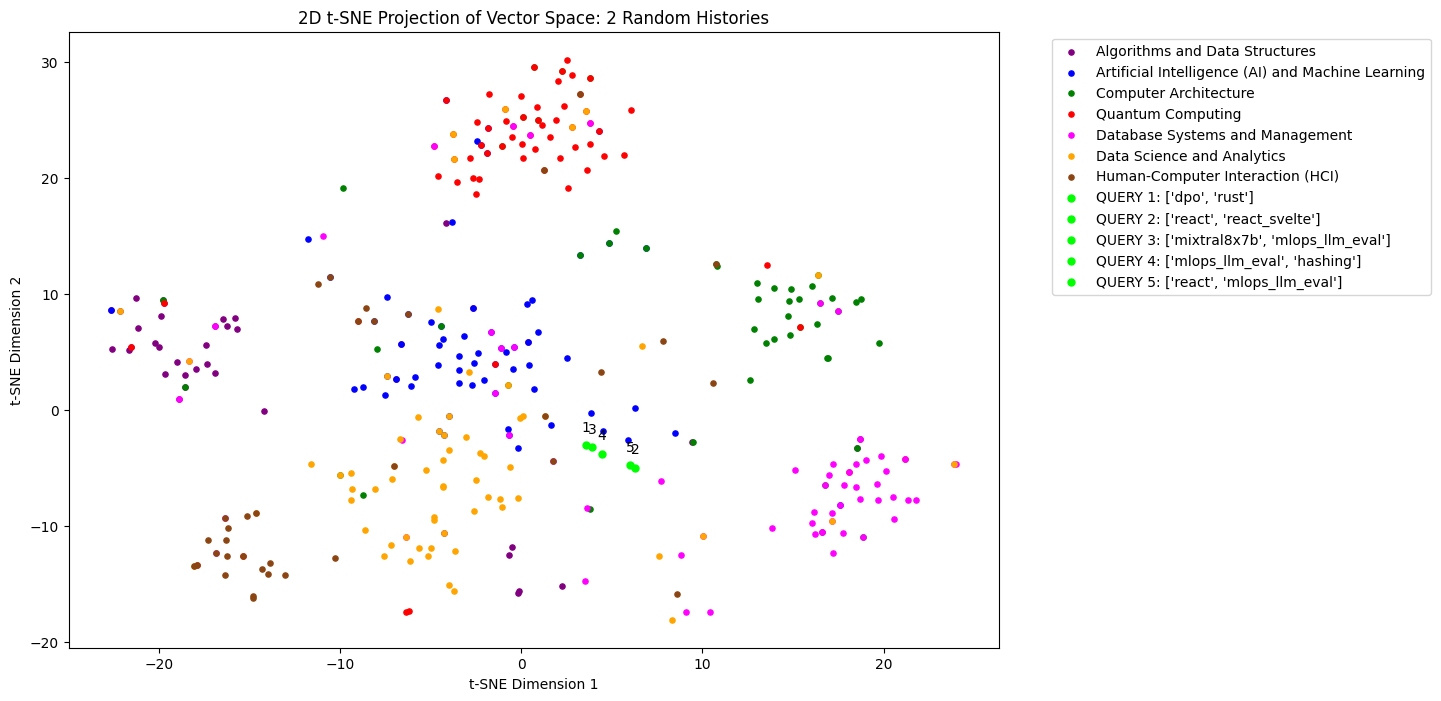 2D t-SNE Projection of Vector Space: 2 Random Histories
t-SNE Dimension 2
30
20
10
0
−10
−20
1
3
4
5
2
−20
−10
0
10
20
t-SNE Dimension 1
Algorithms and Data Structures
Artificial Intelligence (AI) and Machine Learning
Computer Architecture
Quantum Computing
Database Systems and Management
Data Science and Analytics
Human-Computer Interaction (HCI)
QUERY 1: ['dpo', 'rust']
QUERY 2: ['react', 'react_svelte']
QUERY 3: ['mixtral8x7b', 'mlops_llm_eval']
QUERY 4: ['mlops_llm_eval', 'hashing']
QUERY 5: ['react', 'mlops_llm_eval']